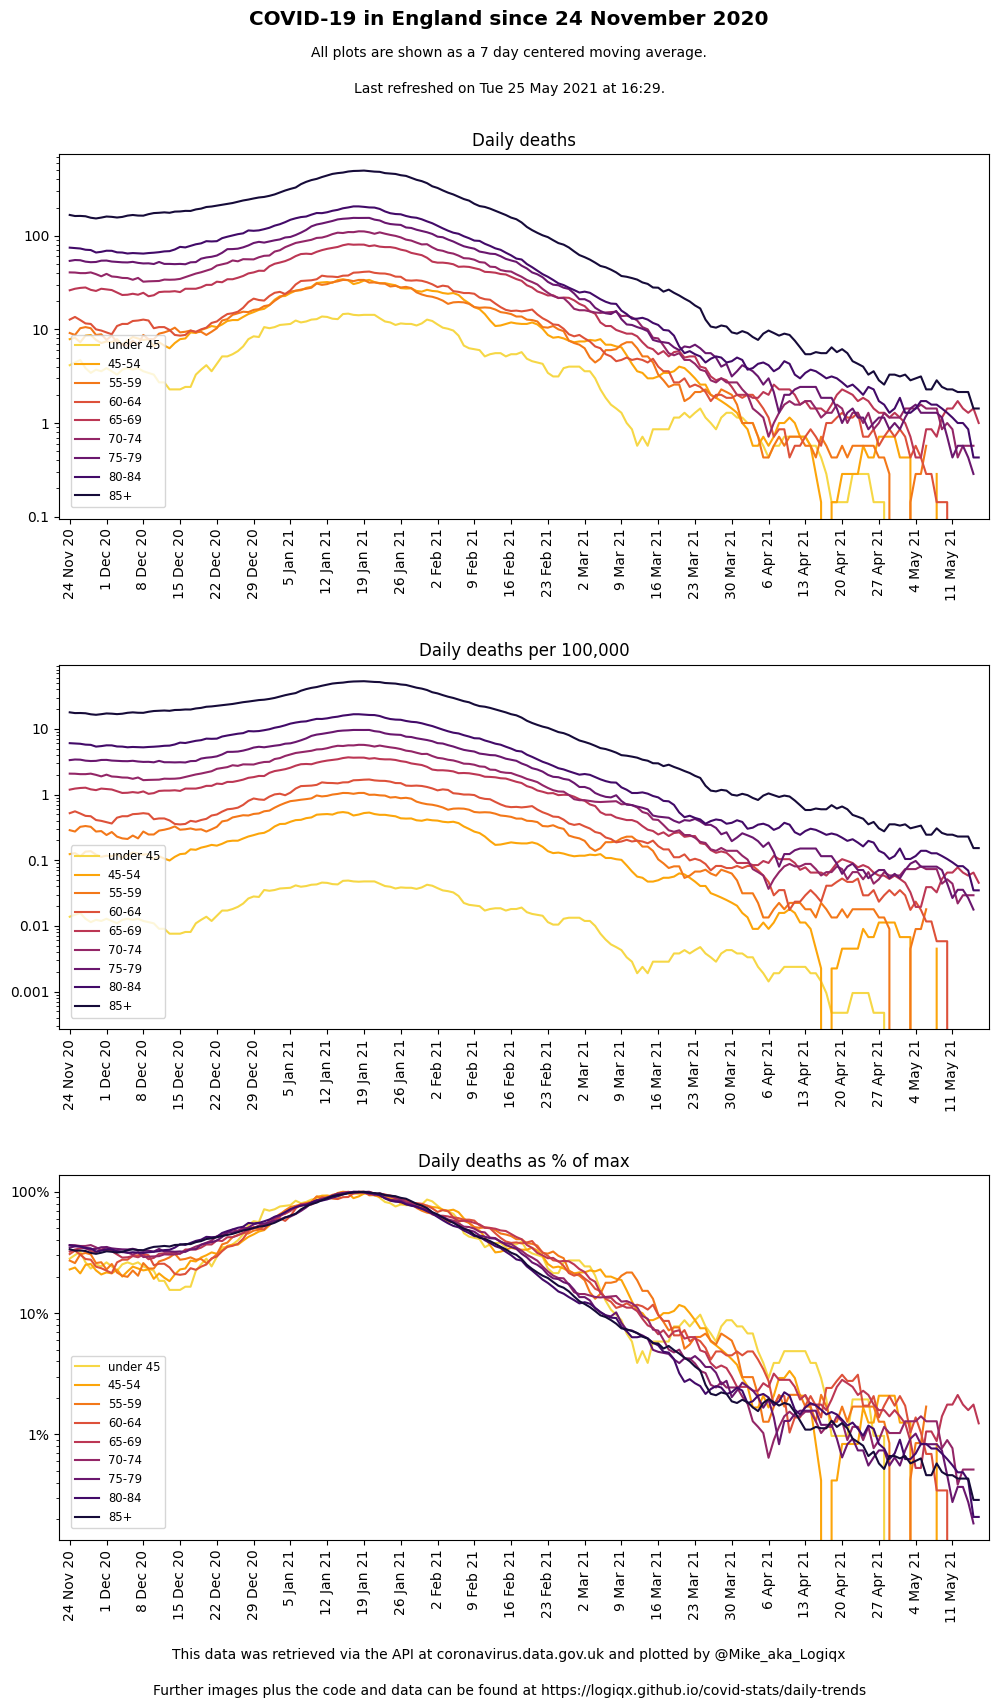 COVID-19 in England since 24 November 2020
All plots are shown as a 7 day centered moving average.
Last refreshed on Tue 25 May 2021 at 16:29.
Daily deaths
100
10
1
0.1
under 45
45-54
55-59
60-64
65-69
70-74
75-79
80-84
85+
24 Nov 20
1 Dec 20
8 Dec 20
15 Dec 20
22 Dec 20
29 Dec 20
5 Jan 21
12 Jan 21
19 Jan 21
26 Jan 21
2 Feb 21
9 Feb 21
16 Feb 21
23 Feb 21
2 Mar 21
9 Mar 21
16 Mar 21
23 Mar 21
30 Mar 21
6 Apr 21
13 Apr 21
20 Apr 21
27 Apr 21
4 May 21
11 May 21
Daily deaths per 100,000
10
1
0.1
0.01
0.001
under 45
45-54
55-59
60-64
65-69
70-74
75-79
80-84
85+
24 Nov 20
1 Dec 20
8 Dec 20
15 Dec 20
22 Dec 20
29 Dec 20
5 Jan 21
12 Jan 21
19 Jan 21
26 Jan 21
2 Feb 21
9 Feb 21
16 Feb 21
23 Feb 21
2 Mar 21
9 Mar 21
16 Mar 21
23 Mar 21
30 Mar 21
6 Apr 21
13 Apr 21
20 Apr 21
27 Apr 21
4 May 21
11 May 21
Daily deaths as % of max
100%
10%
1%
under 45
45-54
55-59
60-64
65-69
70-74
75-79
80-84
85+
24 Nov 20
1 Dec 20
8 Dec 20
15 Dec 20
22 Dec 20
29 Dec 20
5 Jan 21
12 Jan 21
19 Jan 21
26 Jan 21
2 Feb 21
9 Feb 21
16 Feb 21
23 Feb 21
2 Mar 21
9 Mar 21
16 Mar 21
23 Mar 21
30 Mar 21
6 Apr 21
13 Apr 21
20 Apr 21
27 Apr 21
4 May 21
11 May 21
This data was retrieved via the API at coronavirus.data.gov.uk and plotted by @Mike_aka_Logiqx
Further images plus the code and data can be found at https://logiqx.github.io/covid-stats/daily-trends